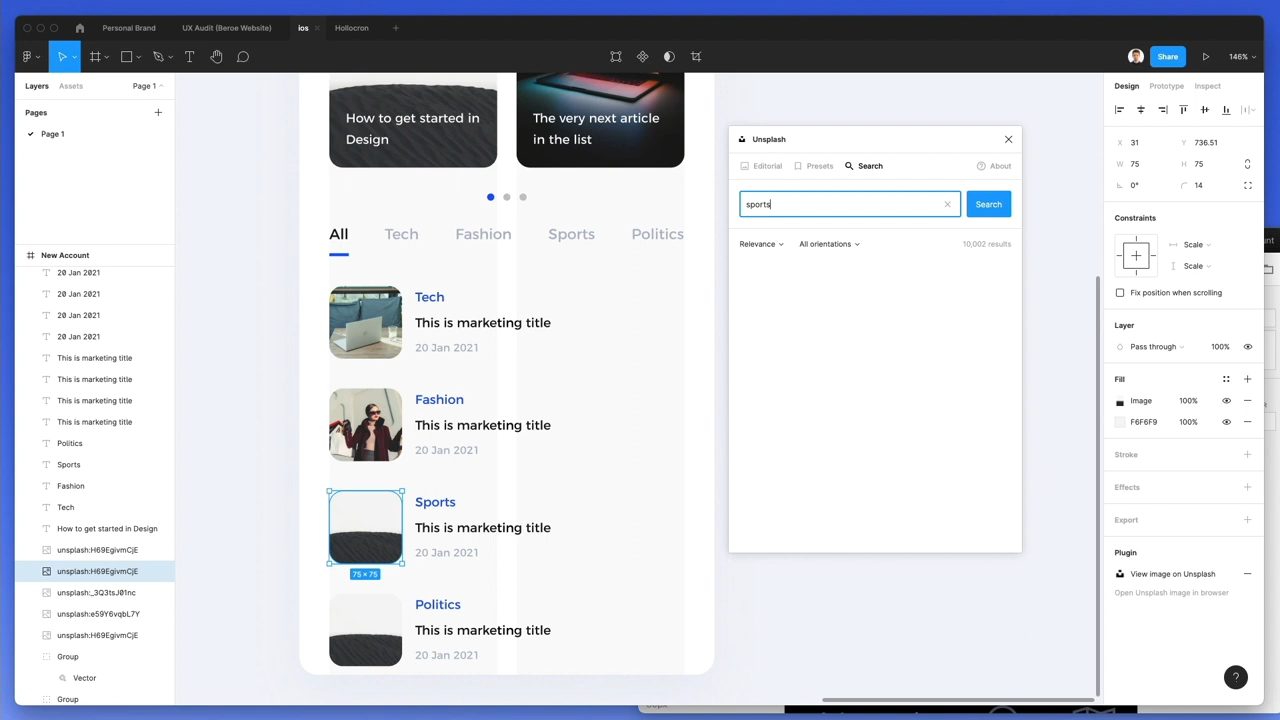 Personal Brand
UX Audit (Beroe Website)
ios
Hollocron
Share
146%
Layers
Assets
Page 1
Pages
Page 1
New Account
20 Jan 2021
20 Jan 2021
20 Jan 2021
20 Jan 2021
This is marketing title
This is marketing title
This is marketing title
This is marketing title
Politics
Sports
Fashion
Tech
How to get started in Design
unsplash:H69EgivmCjE
unsplash:H69EgivmCjE
unsplash:_3Q3tsJ01nc
unsplash:e59Y6vqbL7Y
unsplash:H69EgivmCjE
Group
Vector
Group
How to get started in
Design
The very next article
in the list
All
Tech
Fashion
Sports
Politics
Tech
This is marketing title
20 Jan 2021
Fashion
This is marketing title
20 Jan 2021
Sports
This is marketing title
20 Jan 2021
75 × 75
Politics
This is marketing title
20 Jan 2021
Unsplash
Editorial
Presets
Search
About
sports
Search
Relevance
All orientations
10,002 results
Design
Prototype
Inspect
X 31
Y 736.51
W 75
H 75
0°
14
Constraints
Scale
Scale
Fix position when scrolling
Layer
Pass through
100%
Fill
Image
100%
F6F6F9
100%
Stroke
Effects
Export
Plugin
View image on Unsplash
Open Unsplash image in browser
?